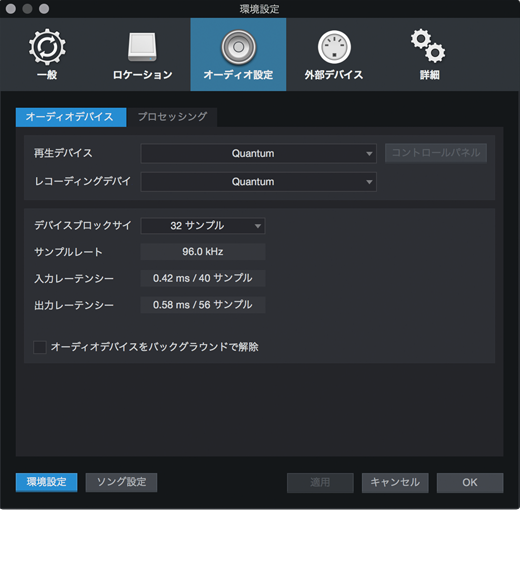 環境設定
一般
ロケーション
オーディオ設定
外部デバイス
詳細
オーディオデバイス
プロセッシング
再生デバイス
Quantum
コントロールパネル
レコーディングデバイ
Quantum
デバイスブロックサイ
32 サンプル
サンプルレート
96.0 kHz
入力レーテンシー
0.42 ms / 40 サンプル
出力レーテンシー
0.58 ms / 56 サンプル
オーディオデバイスをバックグラウンドで解除
環境設定
ソング設定
適用
キャンセル
OK